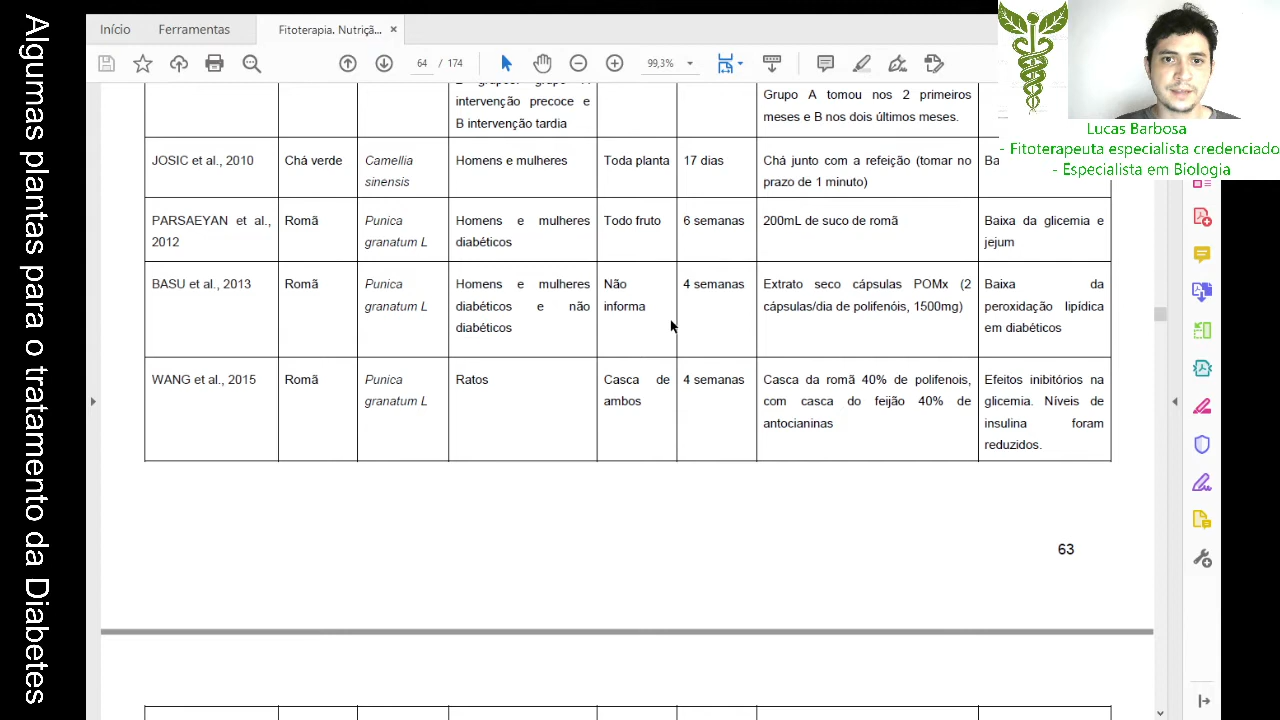 Algumas plantas para o tratamento da Diabetes
Início
Ferramentas
Fitoterapia. Nutriçã...
×
64 / 174
99,3%
Lucas Barbosa
- Fitoterapeuta especialista credenciado
- Especialista em Biologia
intervenção precoce e
B intervenção tardia
Grupo A tomou nos 2 primeiros
meses e B nos dois últimos meses.
JOSIC et al., 2010
Chá verde
Camellia
sinensis
Homens e mulheres
Toda planta
17 dias
Chá junto com a refeição (tomar no
prazo de 1 minuto)
PARSAEYAN et al.,
2012
Romã
Punica
granatum L
Homens e mulheres
diabéticos
Todo fruto
6 semanas
200mL de suco de romã
Baixa da glicemia e
jejum
BASU et al., 2013
Romã
Punica
granatum L
Homens e mulheres
diabéticos e não
diabéticos
Não
informa
4 semanas
Extrato seco cápsulas POMx (2
cápsulas/dia de polifenóis, 1500mg)
Baixa da
peroxidação lipídica
em diabéticos
WANG et al., 2015
Romã
Punica
granatum L
Ratos
Casca de
ambos
4 semanas
Casca da romã 40% de polifenois,
com casca do feijão 40% de
antocianinas
Efeitos inibitórios na
glicemia. Níveis de
insulina foram
reduzidos.
63